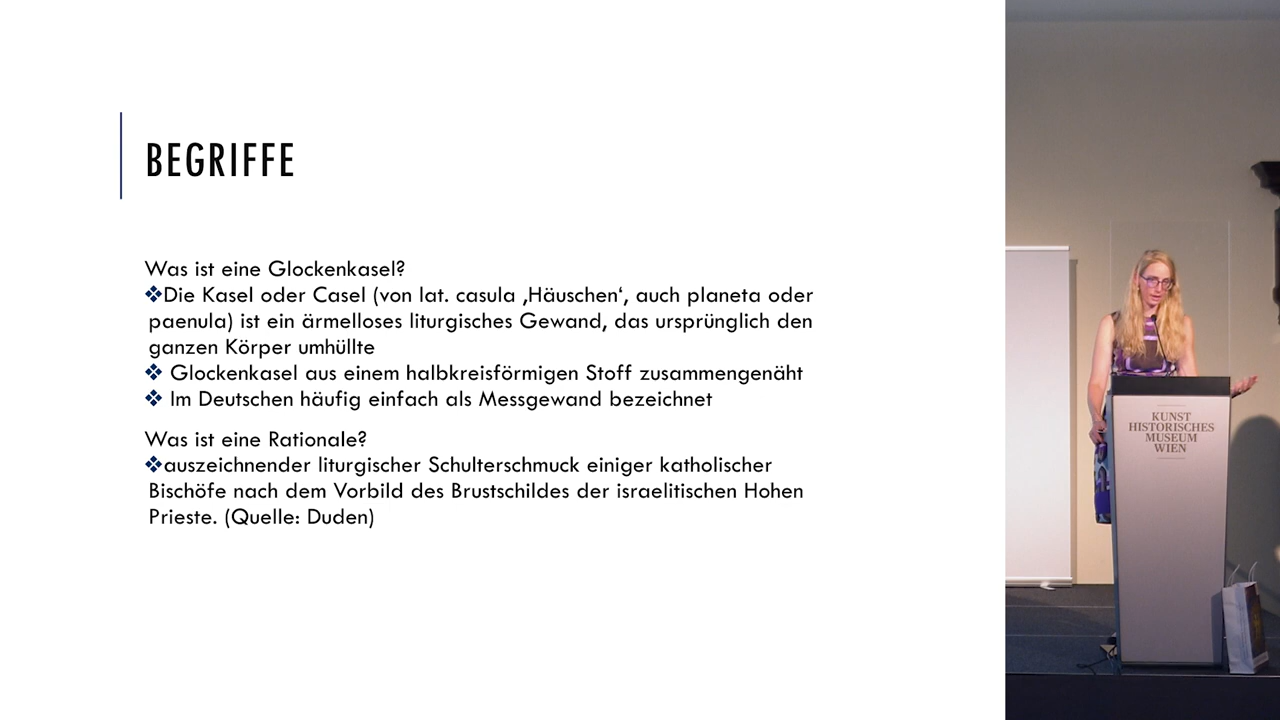 BEGRIFFE
Was ist eine Glockenkasel?
❖Die Kasel oder Casel (von lat. casula ‚Häuschen‘, auch planeta oder
paenula) ist ein ärmelloses liturgisches Gewand, das ursprünglich den
ganzen Körper umhüllte
❖ Glockenkasel aus einem halbkreisförmigen Stoff zusammengenäht
❖ Im Deutschen häufig einfach als Messgewand bezeichnet
Was ist eine Rationale?
❖auszeichnender liturgischer Schulterschmuck einiger katholischer
Bischöfe nach dem Vorbild des Brustschildes der israelitischen Hohen
Prieste. (Quelle: Duden)
KUNST
HISTORISCHES
MUSEUM
WIEN